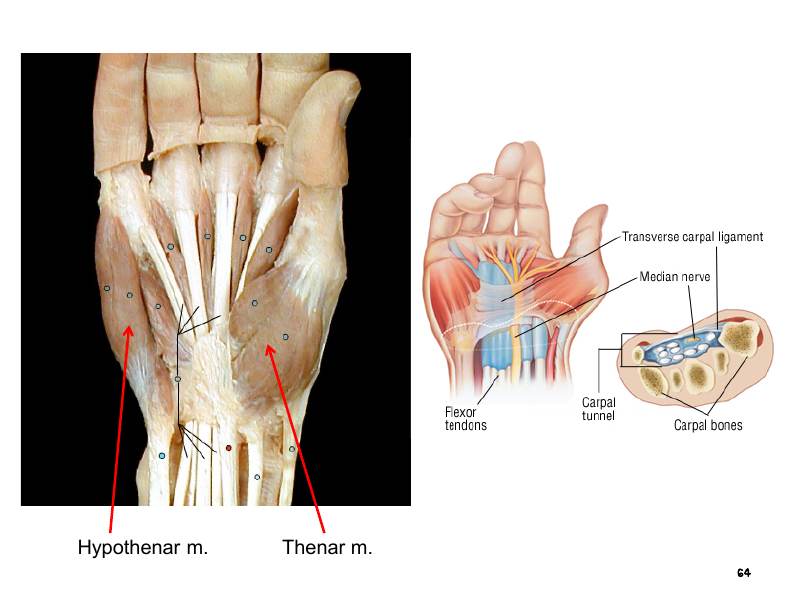 Transverse carpal ligament
Median nerve
Flexor
tendons
Carpal
tunnel
Carpal bones
Hypothenar m.
Thenar m.
64